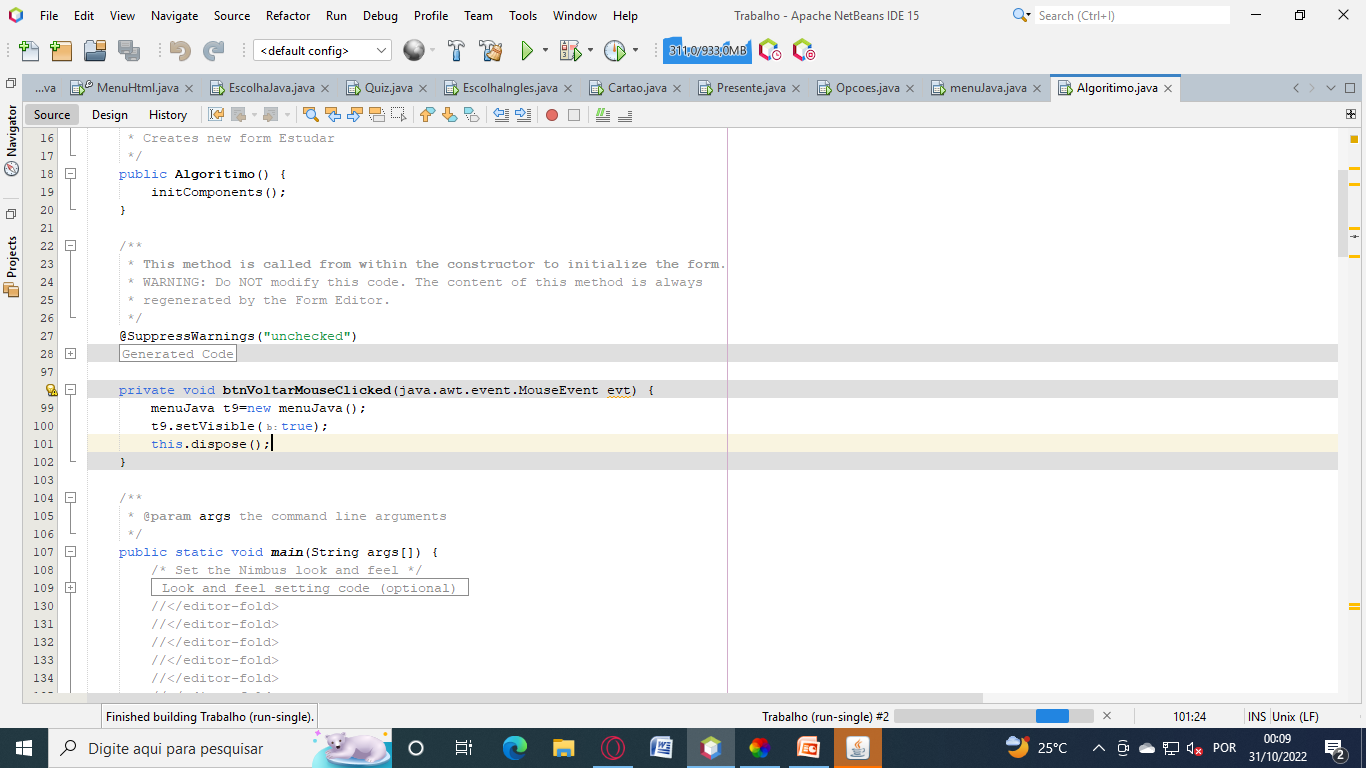 File Edit View Navigate Source Refactor Run Debug Profile Team Tools Window Help
Trabalho - Apache NetBeans IDE 15
Search (Ctrl+I)
<default config>
311,0/933,0MB
...va MenuHtml.java EscolhaJava.java Quiz.java EscolhaIngles.java Cartao.java Presente.java Opcoes.java menuJava.java Algoritimo.java
Source Design History
Navigator
Projects
16 * Creates new form Estudar
17 */
18 public Algoritimo() {
19 initComponents();
20 }
21
22 /**
23 * This method is called from within the constructor to initialize the form.
24 * WARNING: Do NOT modify this code. The content of this method is always
25 * regenerated by the Form Editor.
26 */
27 @SuppressWarnings("unchecked")
28 Generated Code
97
private void btnVoltarMouseClicked(java.awt.event.MouseEvent evt) {
99 menuJava t9=new menuJava();
100 t9.setVisible(b:true);
101 this.dispose();
102 }
103
104 /**
105 * @param args the command line arguments
106 */
107 public static void main(String args[]) {
108 /* Set the Nimbus look and feel */
109 Look and feel setting code (optional)
130 //</editor-fold>
131 //</editor-fold>
132 //</editor-fold>
133 //</editor-fold>
134 //</editor-fold>
Finished building Trabalho (run-single).
Trabalho (run-single) #2
101:24
INS Unix (LF)
Digite aqui para pesquisar
25°C
POR
00:09
31/10/2022
2